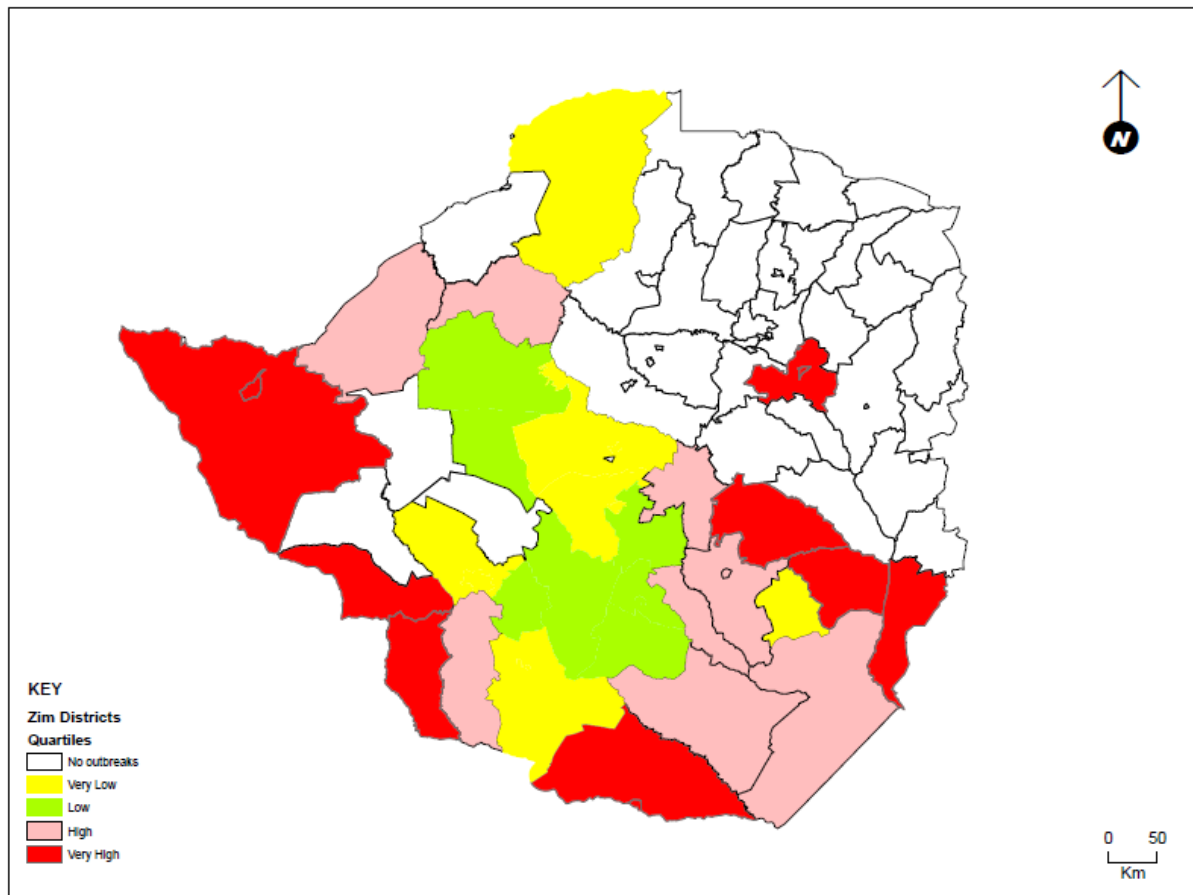 N
KEY
Zim Districts
Quartiles
No outbreaks
Very Low
Low
High
Very High
0 50
Km